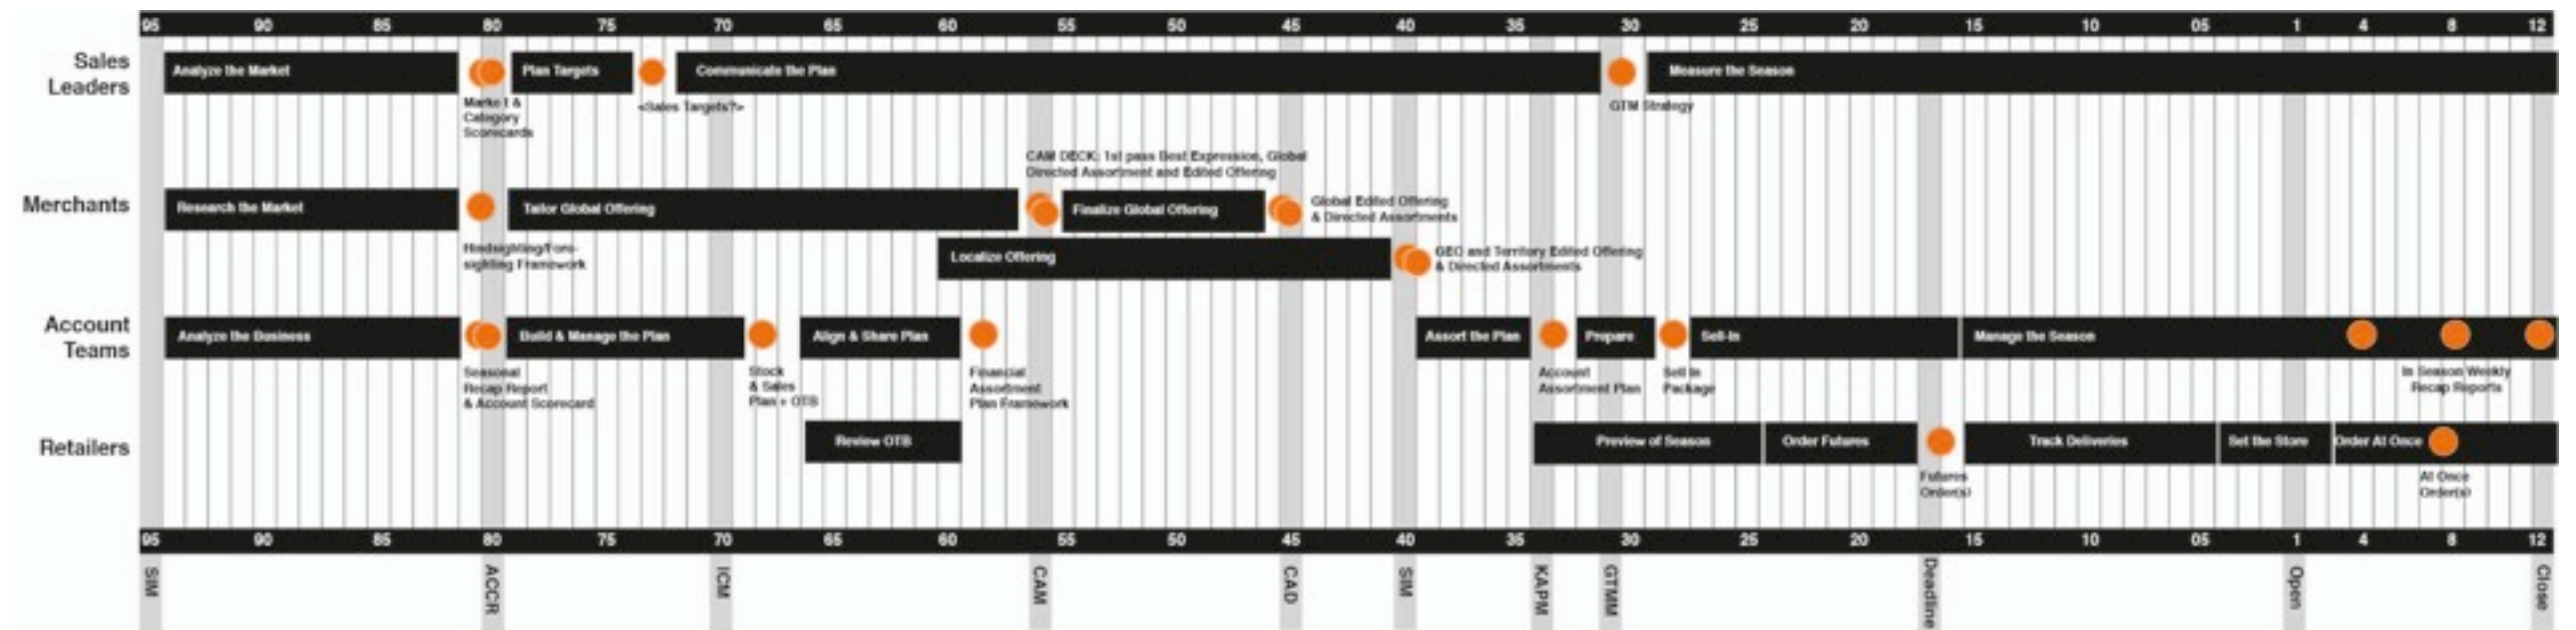 95 90 85 80 75 70 65 60 55 50 45 40 35 30 25 20 15 10 05 1 4 8 12
Sales
Leaders
Analyze the Market
Plan Targets
Communicate the Plan
Measure the Season
Market &
Category
Scorecards
<Sales Targets?>
GTM Strategy
CAM DECK: 1st pass Best Expression, Global
Directed Assortment and Edited Offering
Merchants
Research the Market
Tailor Global Offering
Finalize Global Offering
Global Edited Offering
& Directed Assortments
Hindsighting/Fore-
sighting Framework
Localize Offering
GEO and Territory Edited Offering
& Directed Assortments
Account
Teams
Analyze the Business
Build & Manage the Plan
Align & Share Plan
Assort the Plan
Prepare
Sell-In
Manage the Season
Seasonal
Recap Report
& Account Scorecard
Stock
& Sales
Plan + OTB
Financial
Assortment
Plan Framework
Account
Assortment Plan
Sell In
Package
In Season Weekly
Recap Reports
Retailers
Review OTB
Preview of Season
Order Futures
Track Deliveries
Set the Store
Order At Once
Futures
Order(s)
At Once
Order(s)
95 90 85 80 75 70 65 60 55 50 45 40 35 30 25 20 15 10 05 1 4 8 12
SIM
ACCR
ICM
CAM
CAD
SIM
KAPM
GTMM
Deadline
Open
Close